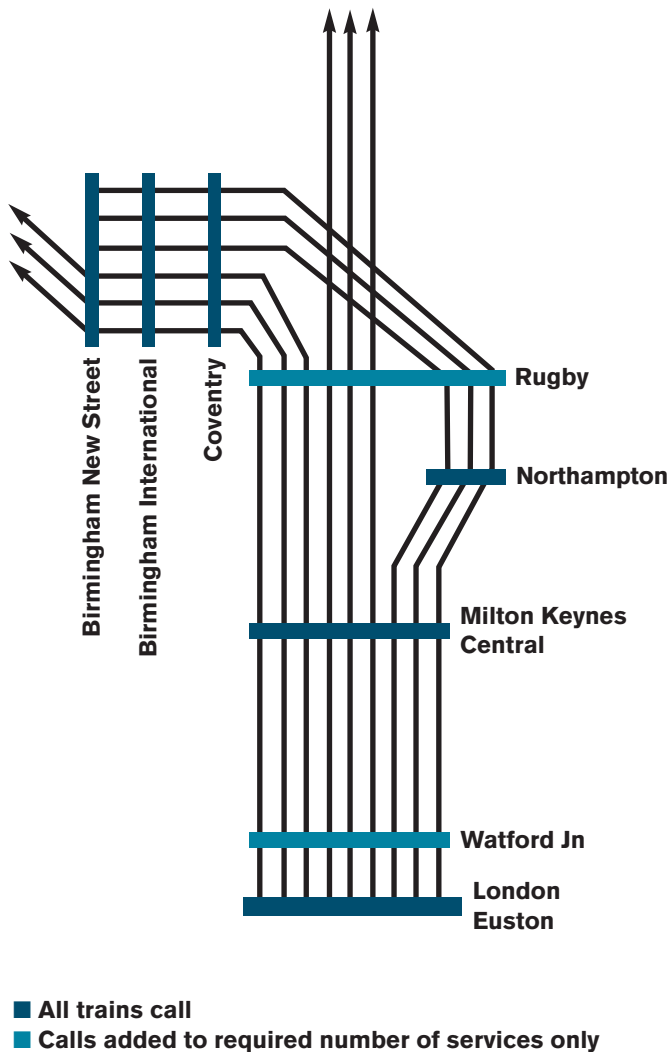 Birmingham New Street
Birmingham International
Coventry
Rugby
Northampton
Milton Keynes
Central
Watford Jn
London
Euston
All trains call
Calls added to required number of services only